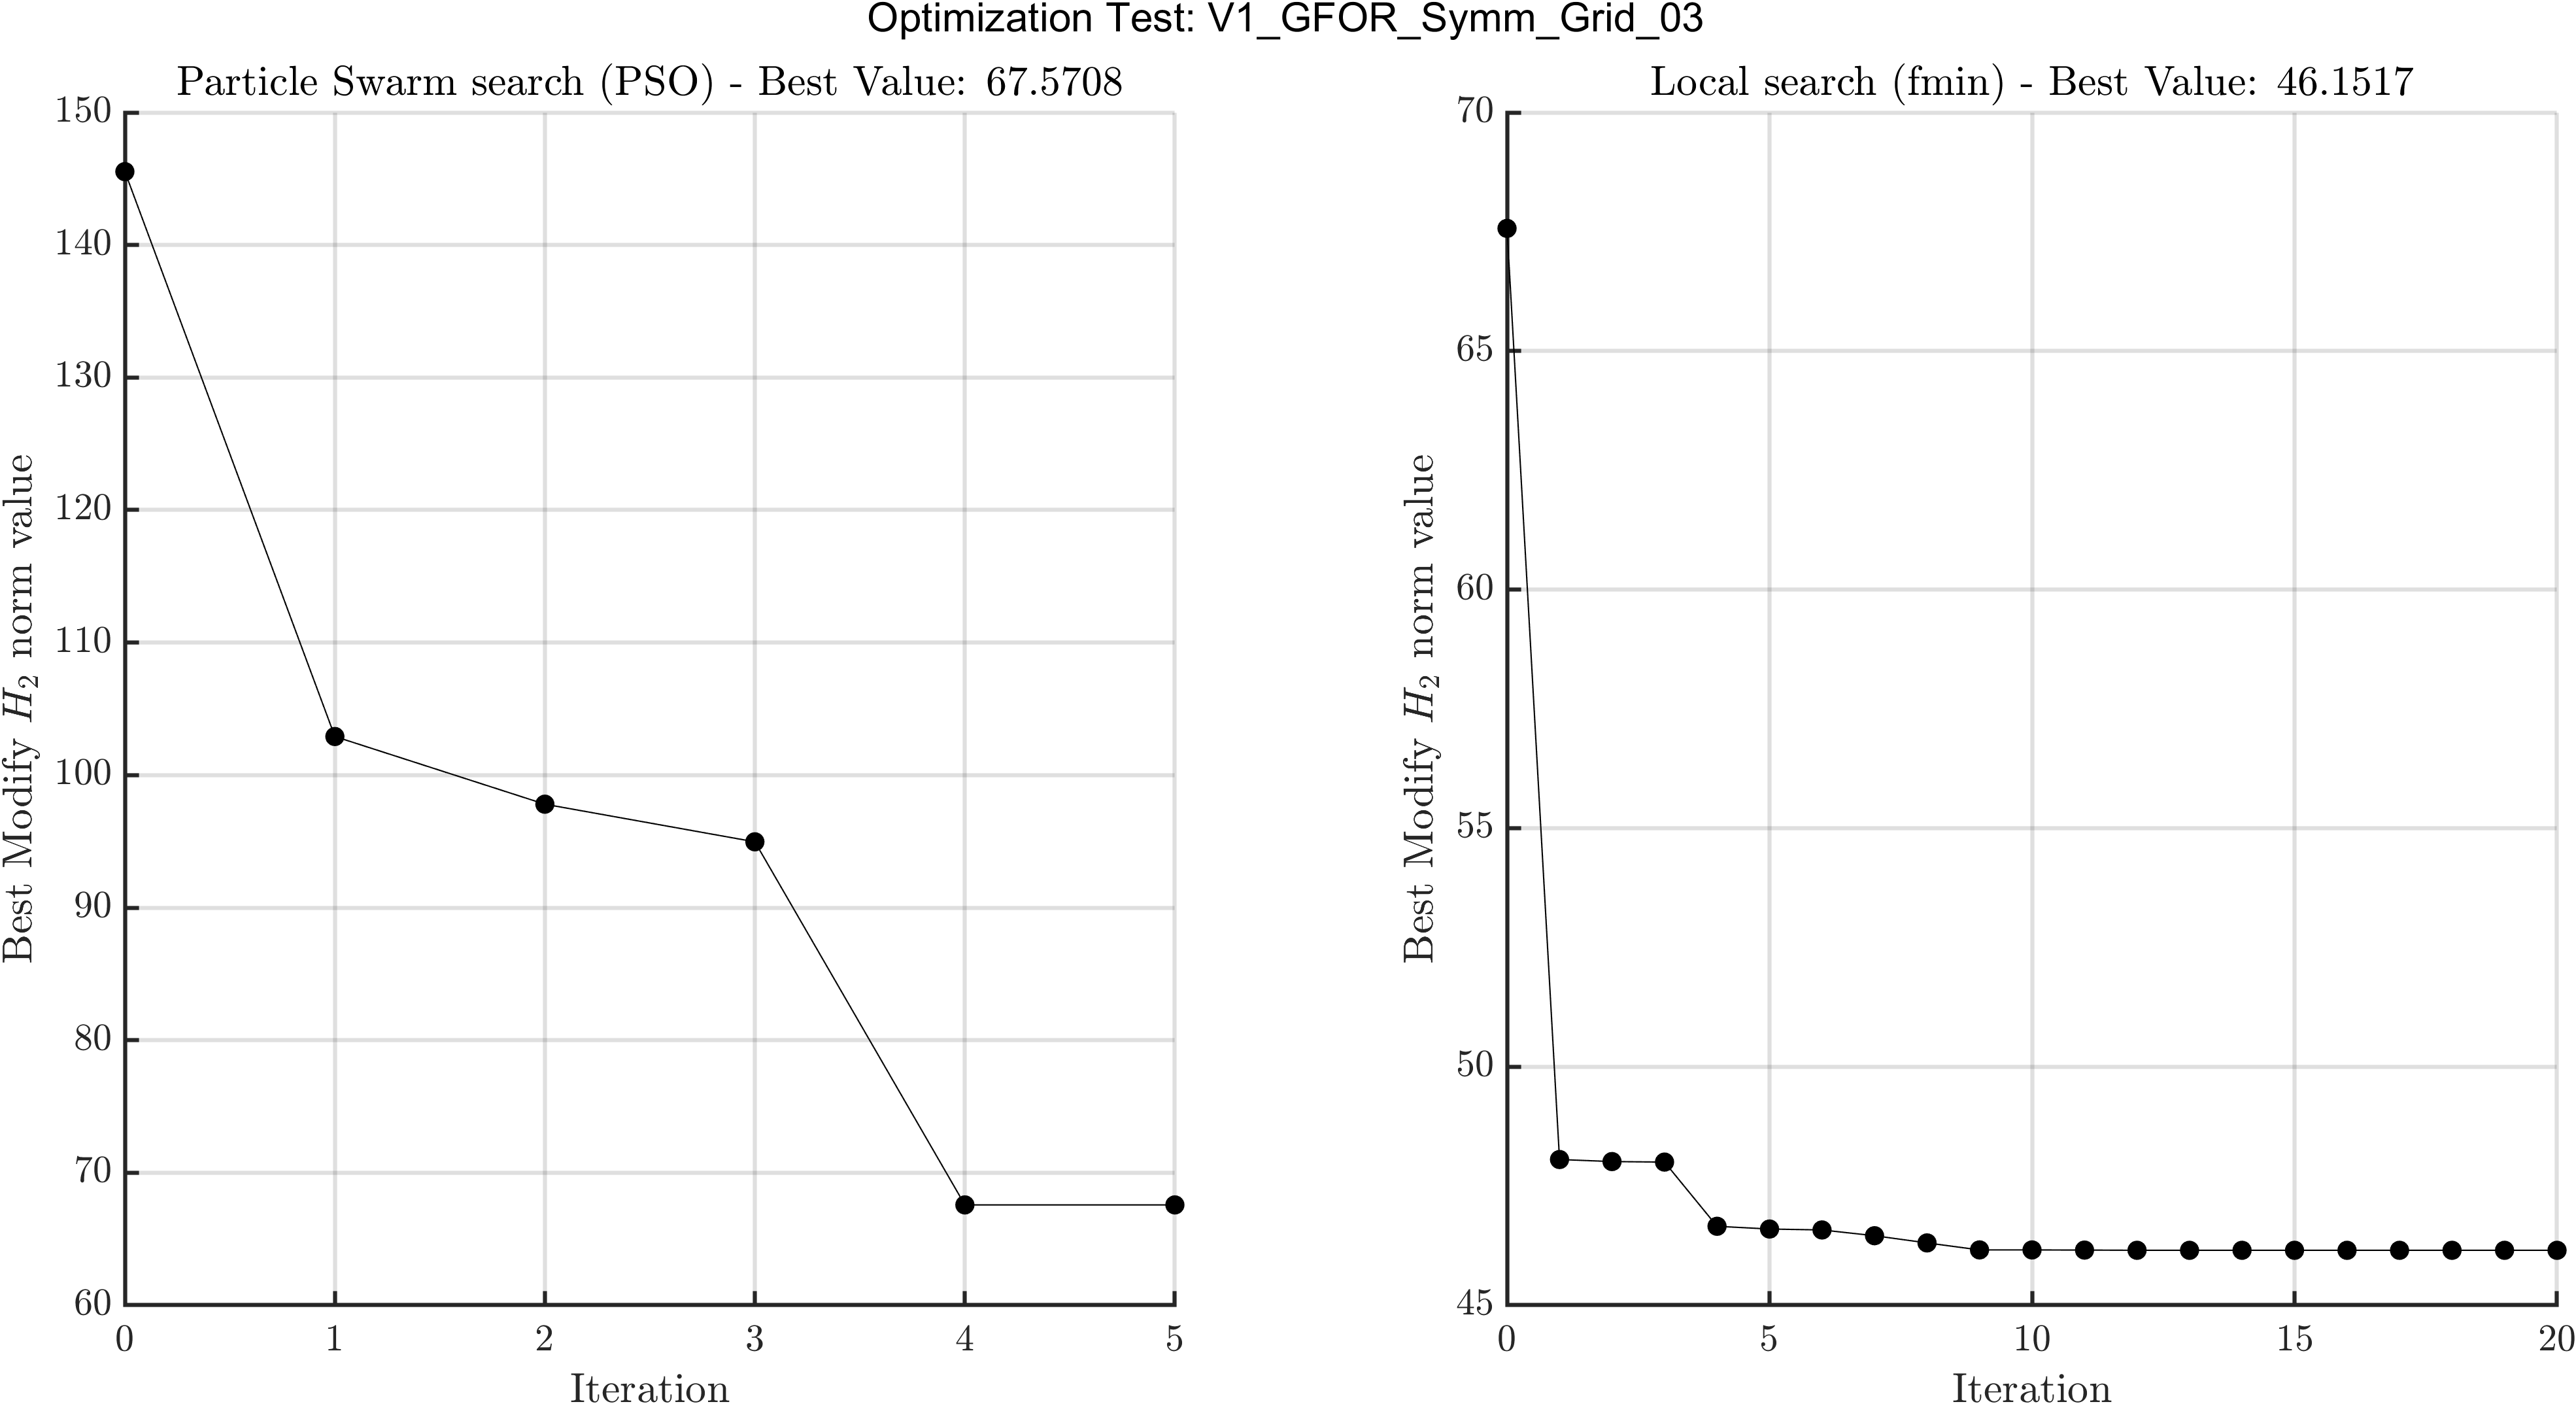 Optimization Test: V1_GFOR_Symm_Grid_03
Particle Swarm search (PSO) - Best Value: 67.5708
150
140
130
120
110
100
90
80
70
60
Best Modify H2 norm value
0 1 2 3 4 5
Iteration
Local search (fmin) - Best Value: 46.1517
70
65
60
55
50
45
Best Modify H2 norm value
0 5 10 15 20
Iteration